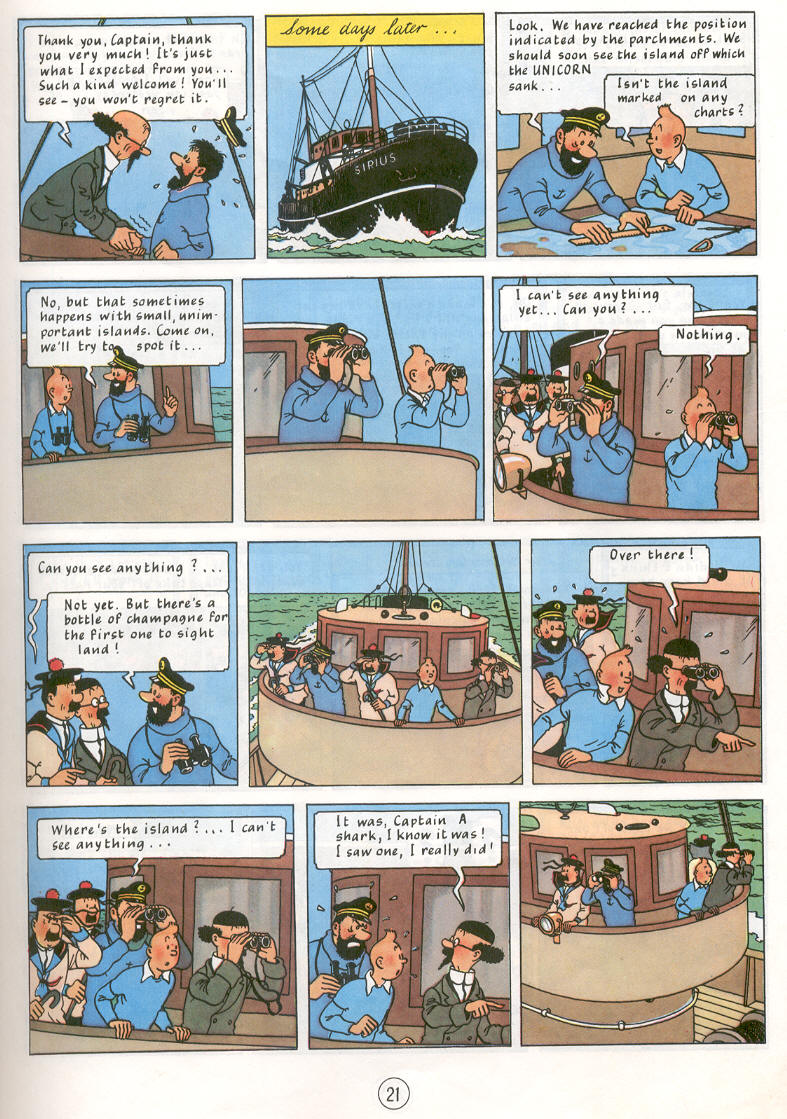 Thank you, Captain, thank
you very much! It's just
what I expected from you...
Such a kind welcome! You'll
see - you won't regret it.
Some days later ...
SIRIUS
Look. We have reached the position
indicated by the parchments. We
should soon see the island off which
the UNICORN
sank...
Isn't the island
marked on any
charts?
No, but that sometimes
happens with small, unim-
portant islands. Come on,
we'll try to spot it...
I can't see anything
yet... Can you?...
Nothing.
Can you see anything ?...
Not yet. But there's a
bottle of champagne for
the first one to sight
land!
Over there!
Where's the island?... I can't
see anything...
It was, Captain A
shark, I know it was!
I saw one, I really did!
21